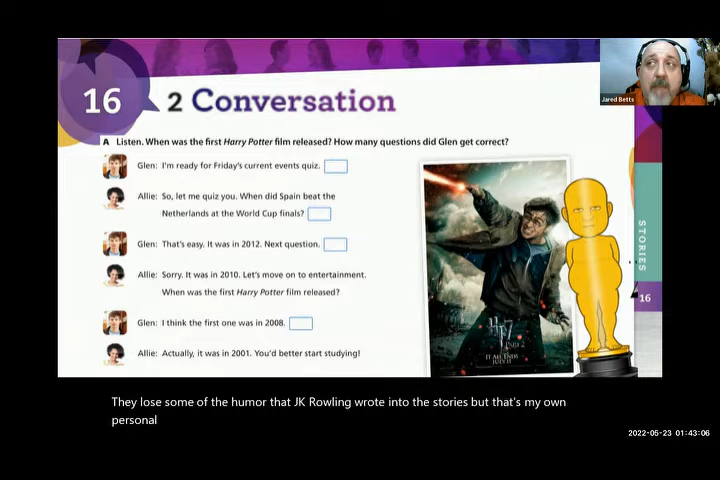 16 2 Conversation
Jared Betts
A Listen. When was the first Harry Potter film released? How many questions did Glen get correct?
Glen: I'm ready for Friday's current events quiz.
Allie: So, let me quiz you. When did Spain beat the
Netherlands at the World Cup finals?
Glen: That's easy. It was in 2012. Next question.
Allie: Sorry. It was in 2010. Let's move on to entertainment.
When was the first Harry Potter film released?
Glen: I think the first one was in 2008.
Allie: Actually, it was in 2001. You'd better start studying!
IT ALL ENDS
JULY 15
STORIES
16
They lose some of the humor that JK Rowling wrote into the stories but that's my own
personal
2022-05-23 01:43:06